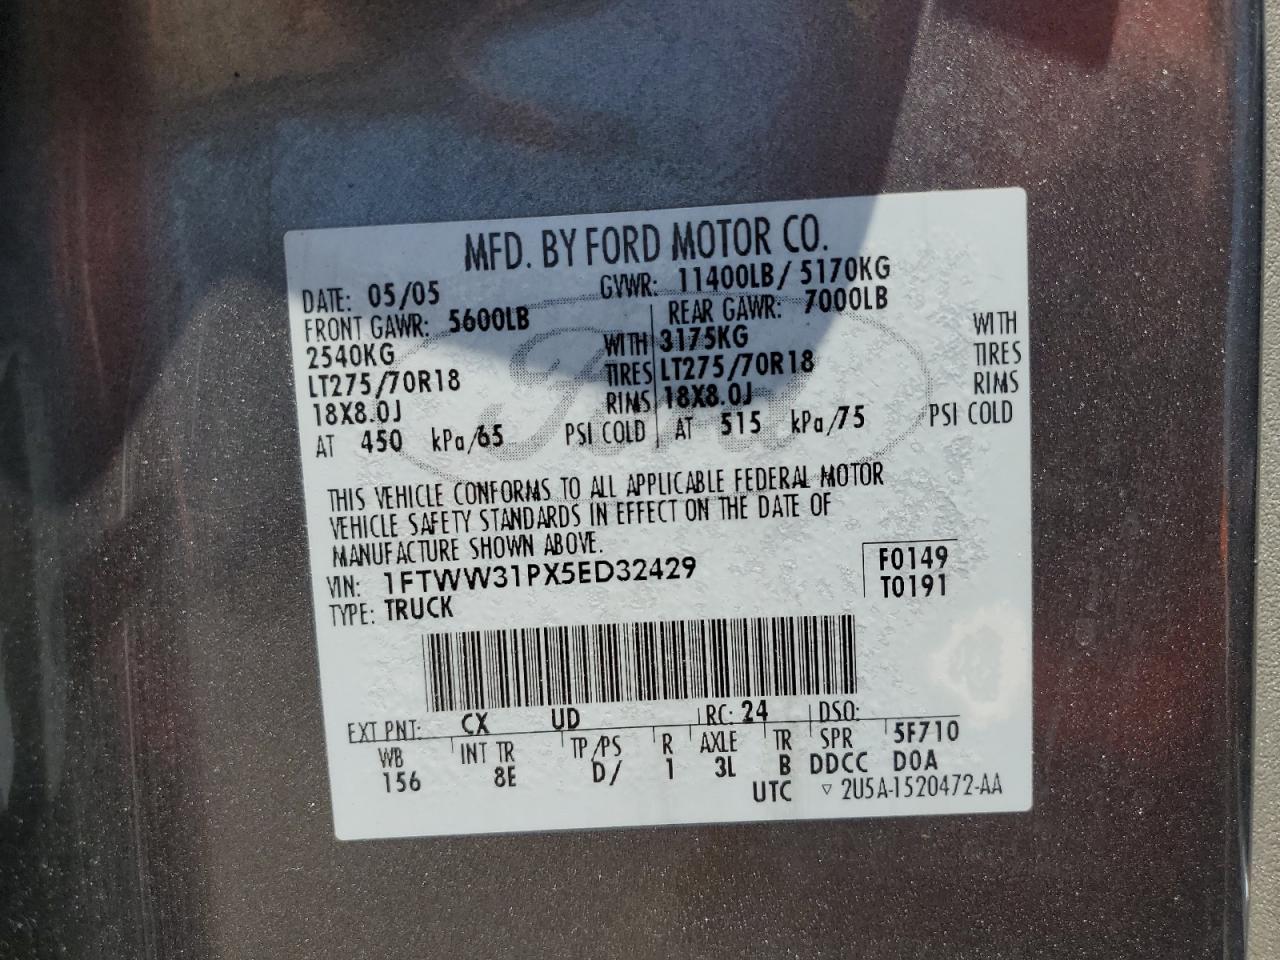 MFD. BY FORD MOTOR CO.
DATE: 05/05 GVWR: 11400LB/ 5170KG
FRONT GAWR: 5600LB REAR GAWR: 7000LB
2540KG WITH 3175KG WITH
LT275/70R18 TIRES LT275/70R18 TIRES
18X8.0J RIMS 18X8.0J RIMS
AT 450 kPa/65 PSI COLD AT 515 kPa/75 PSI COLD
Ford
THIS VEHICLE CONFORMS TO ALL APPLICABLE FEDERAL MOTOR
VEHICLE SAFETY STANDARDS IN EFFECT ON THE DATE OF
MANUFACTURE SHOWN ABOVE.
VIN: 1FTWW31PX5ED32429 F0149
TYPE: TRUCK T0191
EXT PNT: CX UD RC: 24 DSO:
WB INT TR TP/PS R AXLE TR SPR 5F710
156 8E D/ 1 3L B DDCC D0A
UTC ▽ 2U5A-1520472-AA